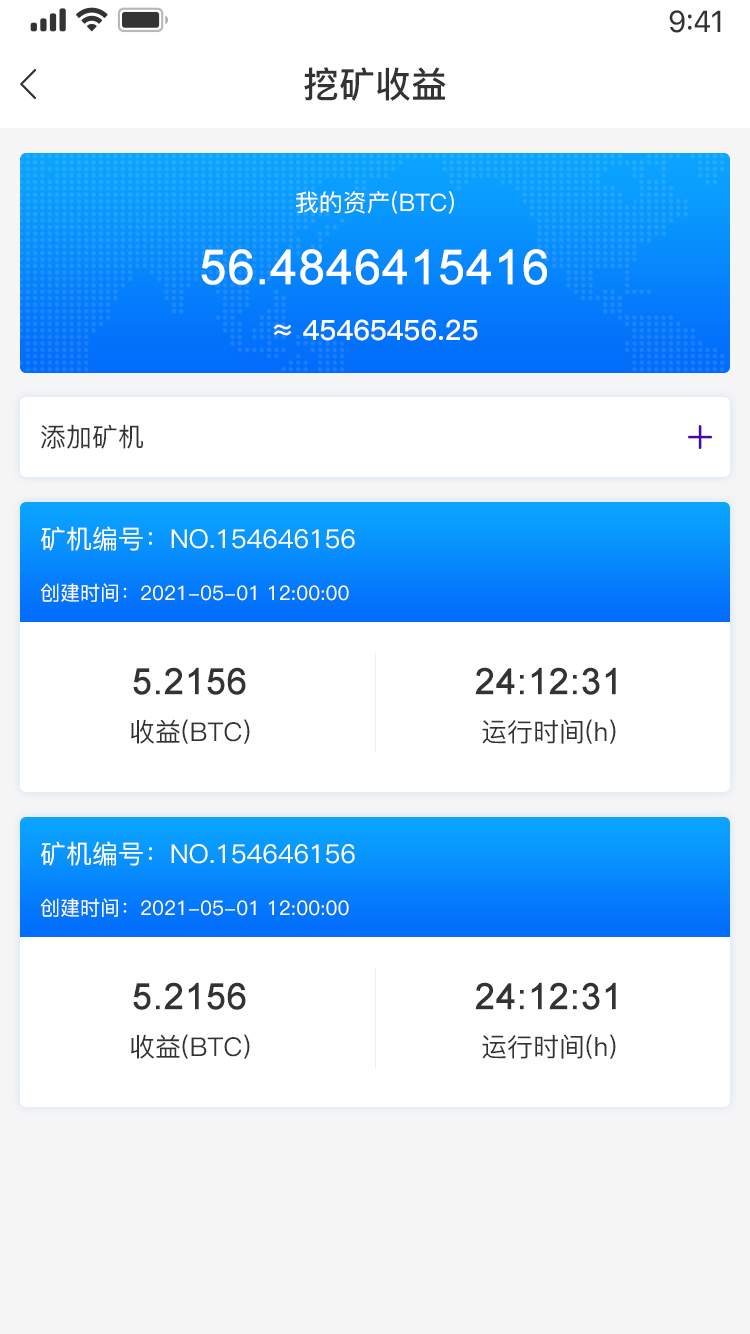 9:41
挖矿收益
我的资产(BTC)
56.4846415416
≈ 45465456.25
添加矿机
矿机编号：NO.154646156
创建时间：2021-05-01 12:00:00
5.2156
24:12:31
收益(BTC)
运行时间(h)
矿机编号：NO.154646156
创建时间：2021-05-01 12:00:00
5.2156
24:12:31
收益(BTC)
运行时间(h)